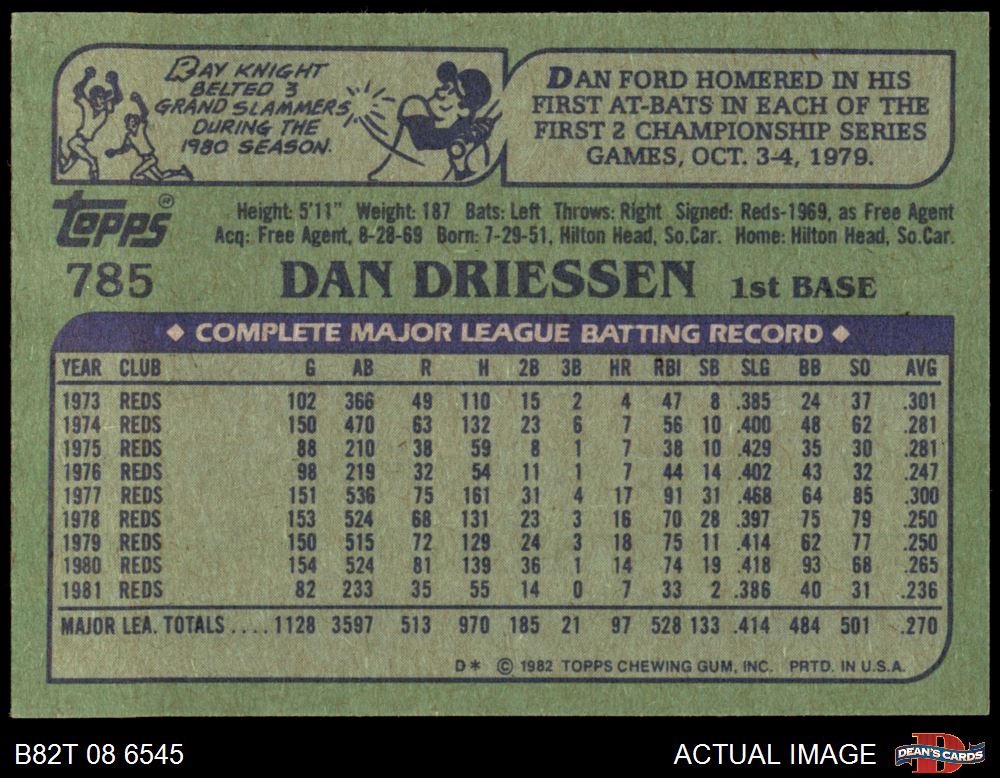 RAY KNIGHT
BELTED 3
GRAND SLAMMERS
DURING THE
1980 SEASON.
DAN FORD HOMERED IN HIS
FIRST AT-BATS IN EACH OF THE
FIRST 2 CHAMPIONSHIP SERIES
GAMES, OCT. 3-4, 1979.
Topps®
Height: 5'11" Weight: 187 Bats: Left Throws: Right Signed: Reds-1969, as Free Agent
Acq: Free Agent, 8-28-69 Born: 7-29-51, Hilton Head, So.Car. Home: Hilton Head, So.Car.
785 DAN DRIESSEN 1st BASE
◆ COMPLETE MAJOR LEAGUE BATTING RECORD ◆
YEAR CLUB G AB R H 2B 3B HR RBI SB SLG BB SO AVG
1973 REDS 102 366 49 110 15 2 4 47 8 .385 24 37 .301
1974 REDS 150 470 63 132 23 6 7 56 10 .400 48 62 .281
1975 REDS 88 210 38 59 8 1 7 38 10 .429 35 30 .281
1976 REDS 98 219 32 54 11 1 7 44 14 .402 43 32 .247
1977 REDS 151 536 75 161 31 4 17 91 31 .468 64 85 .300
1978 REDS 153 524 68 131 23 3 16 70 28 .397 75 79 .250
1979 REDS 150 515 72 129 24 3 18 75 11 .414 62 77 .250
1980 REDS 154 524 81 139 36 1 14 74 19 .418 93 68 .265
1981 REDS 82 233 35 55 14 0 7 33 2 .386 40 31 .236
MAJOR LEA. TOTALS .... 1128 3597 513 970 185 21 97 528 133 .414 484 501 .270
D* © 1982 TOPPS CHEWING GUM, INC. PRTD. IN U.S.A.
B82T 08 6545 ACTUAL IMAGE
D
DEAN'S CARDS